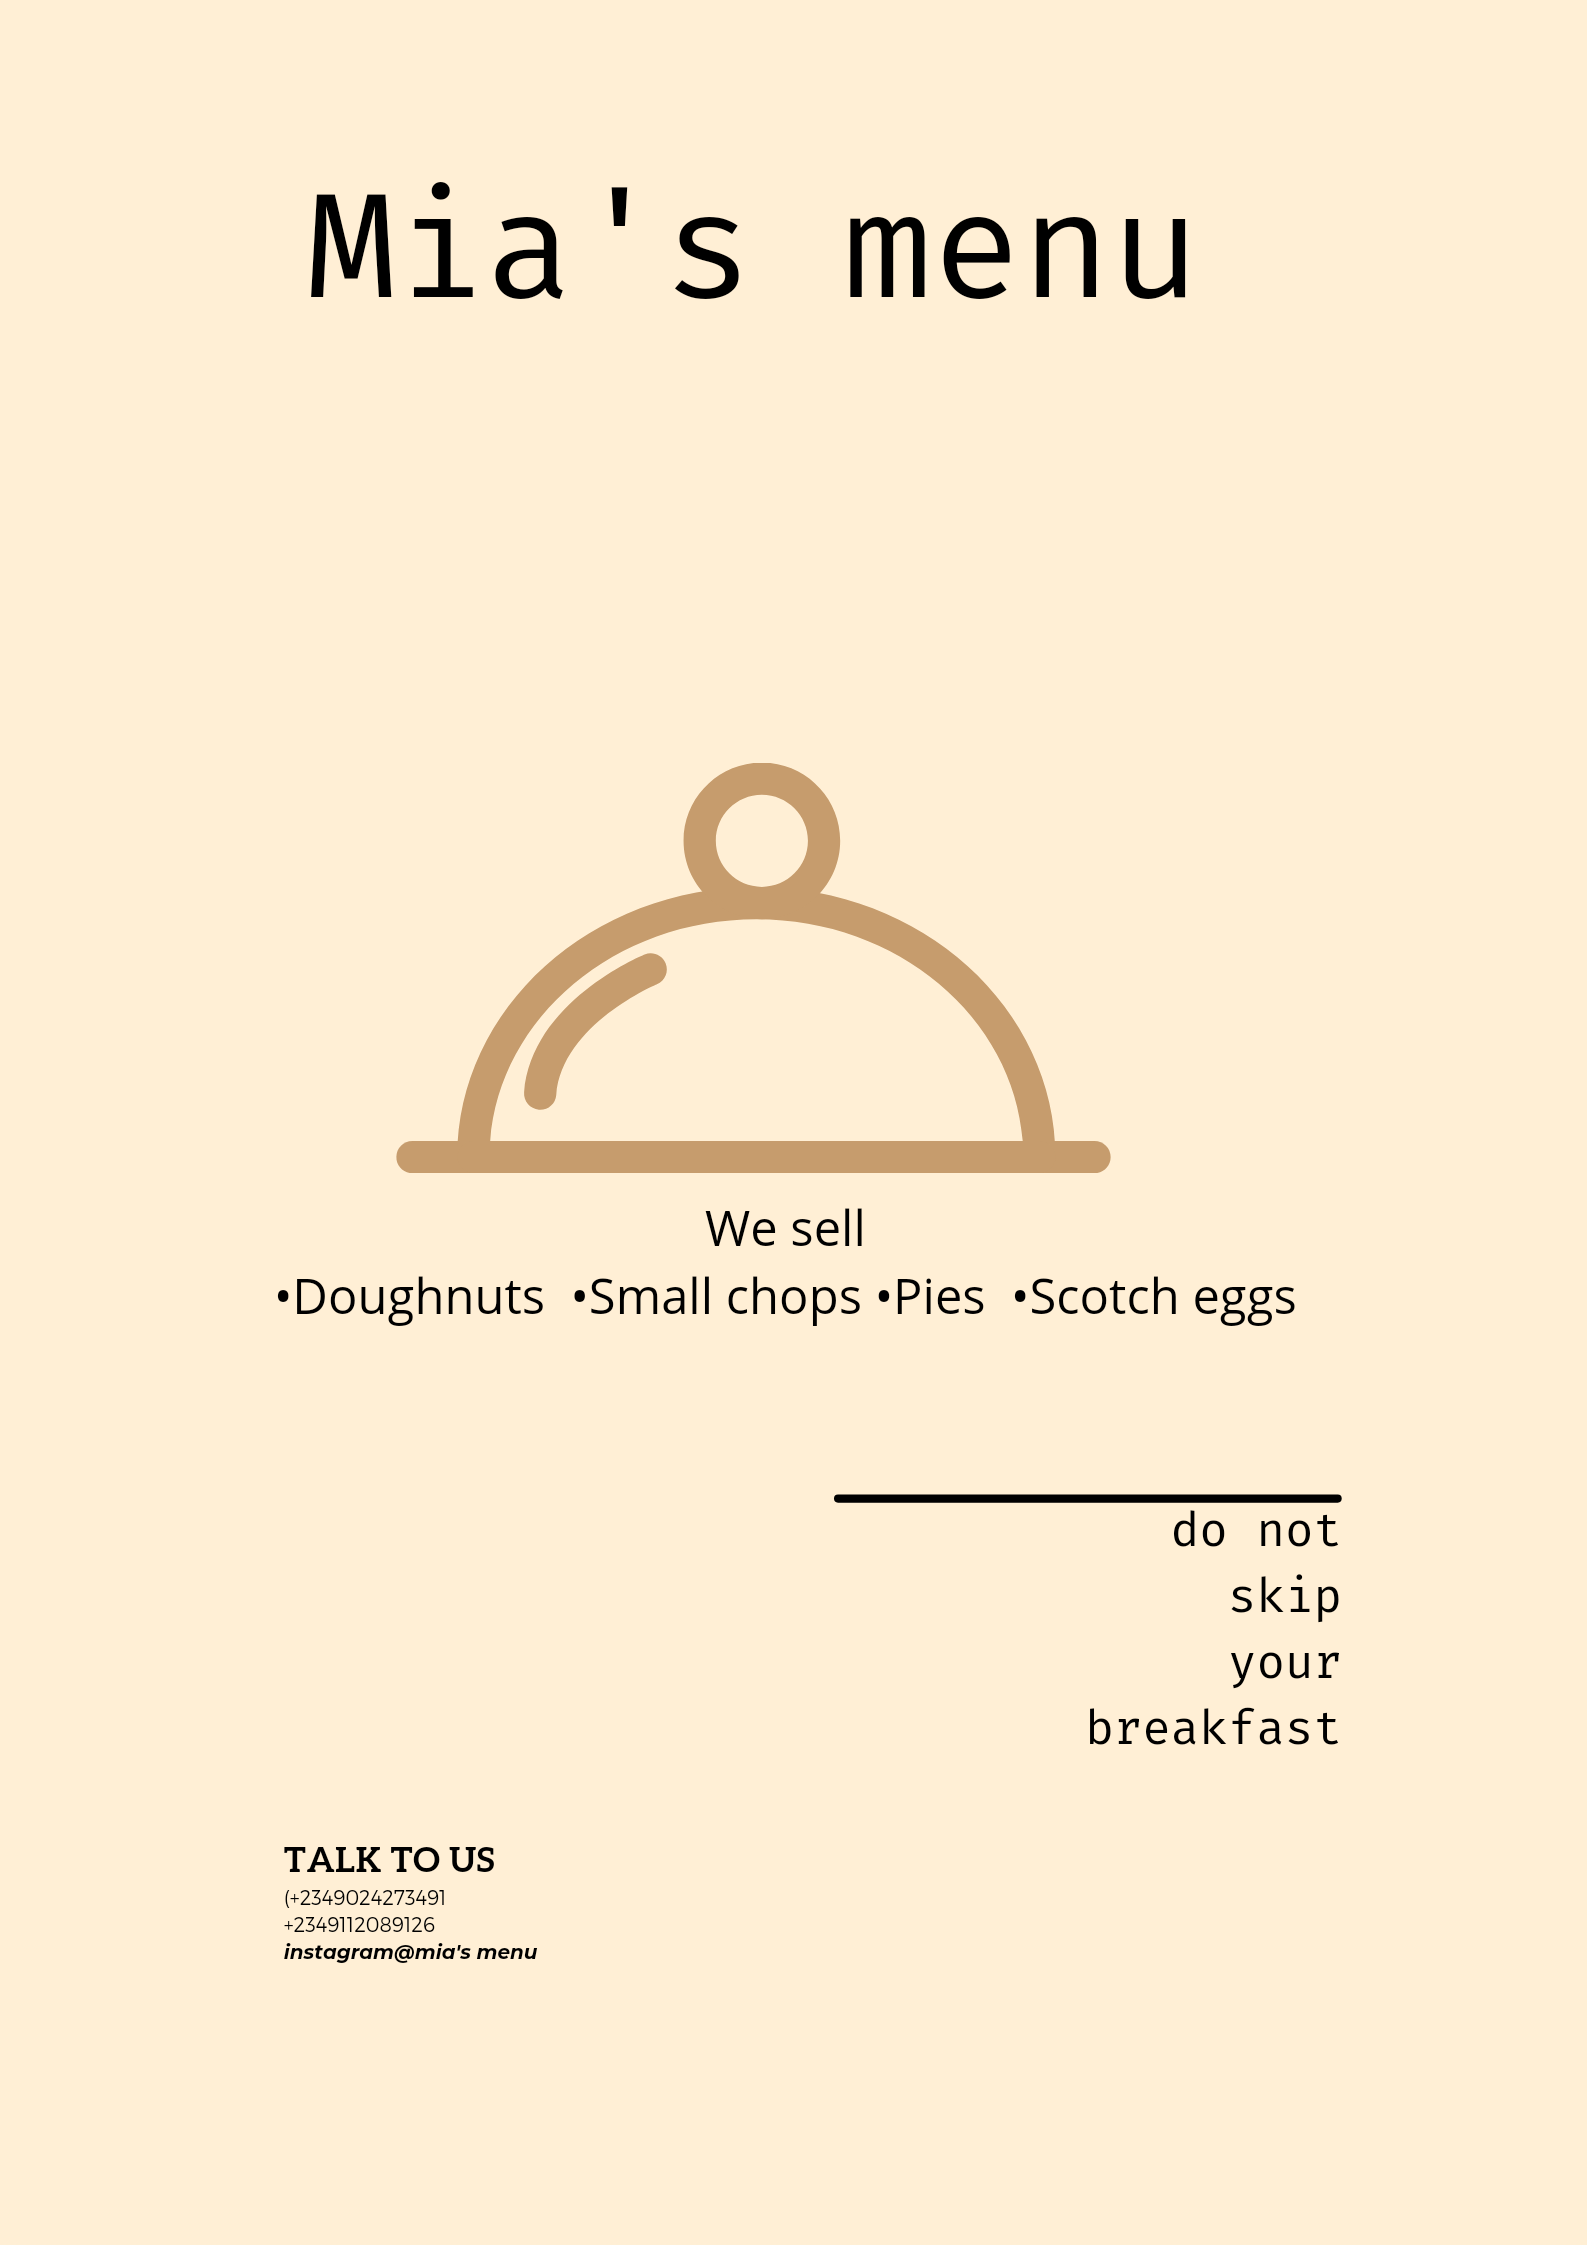 Mia's menu
We sell
•Doughnuts •Small chops •Pies •Scotch eggs
do not
skip
your
breakfast
TALK TO US
(+2349024273491
+2349112089126
instagram@mia's menu